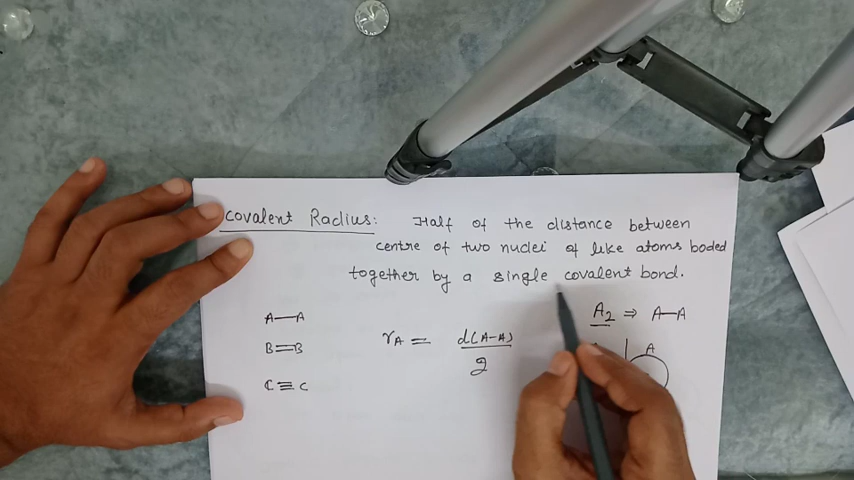 Covalent Radius: Half of the distance between
centre of two nuclei of like atoms boded
together by a single covalent bond.
A—A
B=B
C≡C
rA = d(A-A)
2
A2 ⇒ A—A
A